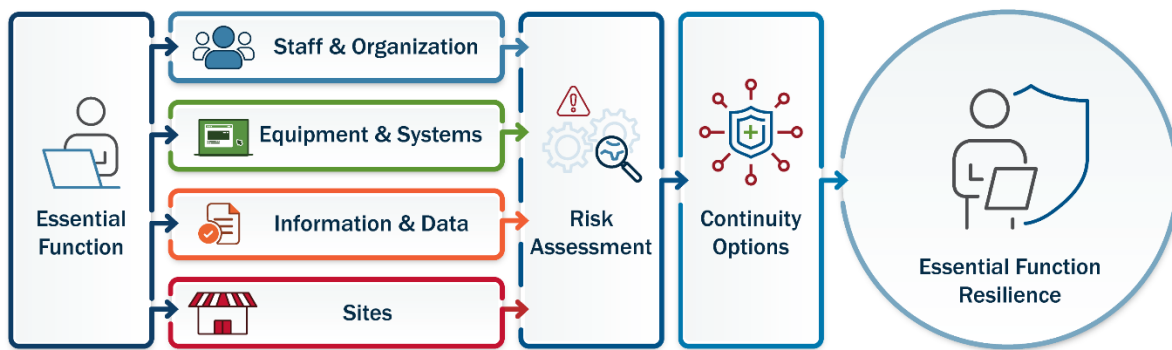 Essential
Function
Staff & Organization
Equipment & Systems
Information & Data
Sites
Risk
Assessment
Continuity
Options
Essential Function
Resilience